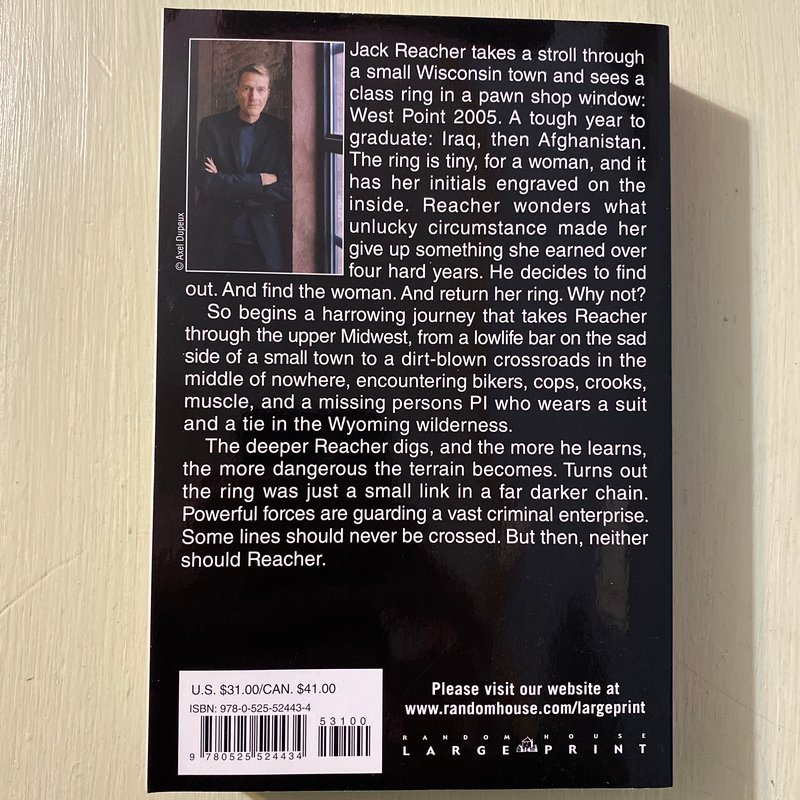 © Axel Dupeux
Jack Reacher takes a stroll through
a small Wisconsin town and sees a
class ring in a pawn shop window:
West Point 2005. A tough year to
graduate: Iraq, then Afghanistan.
The ring is tiny, for a woman, and it
has her initials engraved on the
inside. Reacher wonders what
unlucky circumstance made her
give up something she earned over
four hard years. He decides to find
out. And find the woman. And return her ring. Why not?
So begins a harrowing journey that takes Reacher
through the upper Midwest, from a lowlife bar on the sad
side of a small town to a dirt-blown crossroads in the
middle of nowhere, encountering bikers, cops, crooks,
muscle, and a missing persons PI who wears a suit
and a tie in the Wyoming wilderness.
The deeper Reacher digs, and the more he learns,
the more dangerous the terrain becomes. Turns out
the ring was just a small link in a far darker chain.
Powerful forces are guarding a vast criminal enterprise.
Some lines should never be crossed. But then, neither
should Reacher.
U.S. $31.00/CAN. $41.00
ISBN: 978-0-525-52443-4
53100
9 780525 524434
Please visit our website at
www.randomhouse.com/largeprint
RANDOM HOUSE
LARGE PRINT